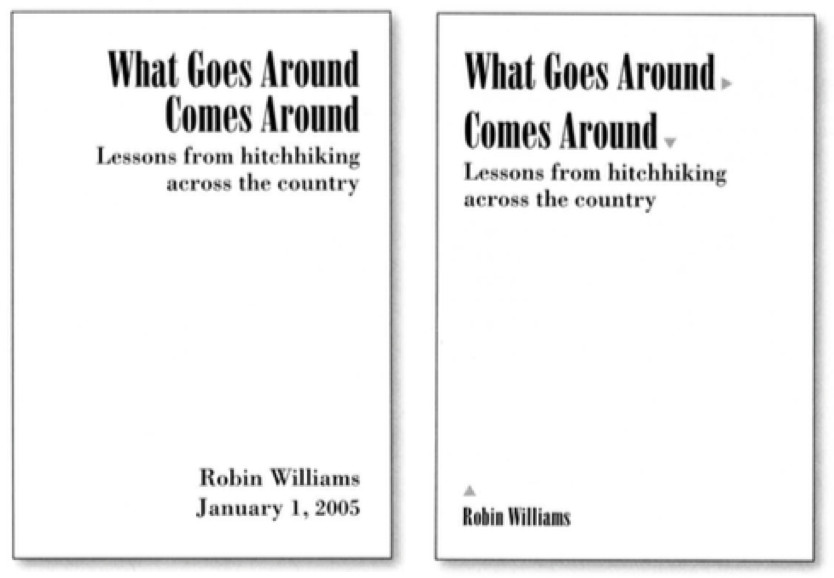 What Goes Around
Comes Around
Lessons from hitchhiking
across the country
Robin Williams
January 1, 2005
What Goes Around
Comes Around
Lessons from hitchhiking
across the country
Robin Williams